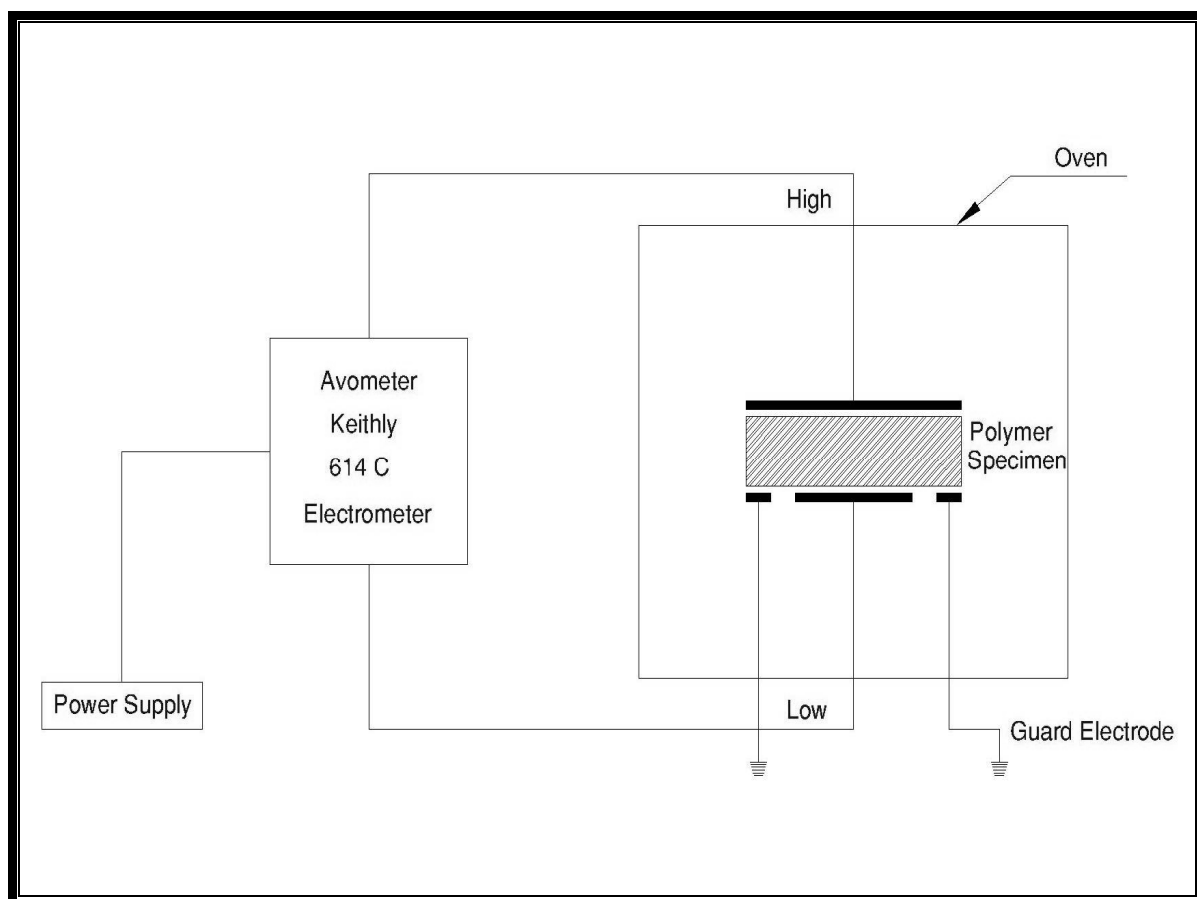 Oven
High
Avometer
Keithly
614 C
Electrometer
Polymer
Specimen
Power Supply
Low
Guard Electrode